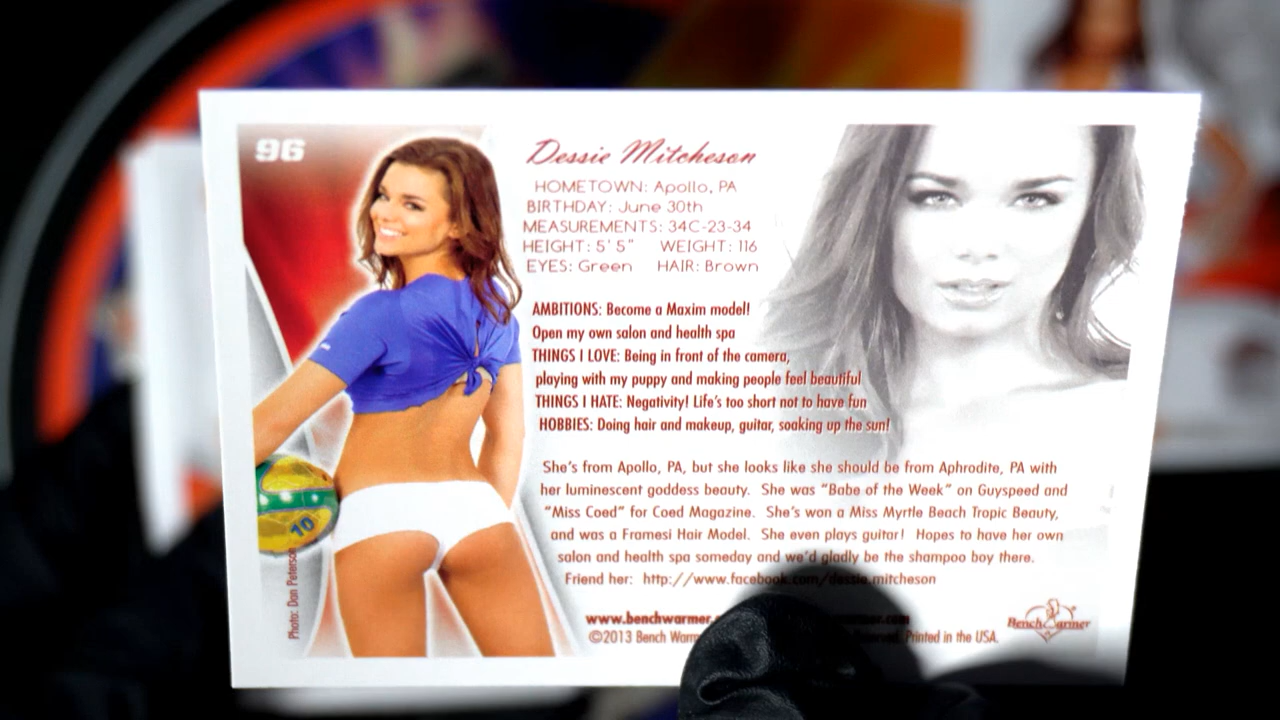 96
Dessie Mitcheson
HOMETOWN: Apollo, PA
BIRTHDAY: June 30th
MEASUREMENTS: 34C-23-34
HEIGHT: 5' 5" WEIGHT: 116
EYES: Green HAIR: Brown
AMBITIONS: Become a Maxim model!
Open my own salon and health spa
THINGS I LOVE: Being in front of the camera,
playing with my puppy and making people feel beautiful
THINGS I HATE: Negativity! Life's too short not to have fun
HOBBIES: Doing hair and makeup, guitar, soaking up the sun!
She's from Apollo, PA, but she looks like she should be from Aphrodite, PA with
her luminescent goddess beauty. She was "Babe of the Week" on Guyspeed and
"Miss Coed" for Coed Magazine. She's won a Miss Myrtle Beach Tropic Beauty,
and was a Framesi Hair Model. She even plays guitar! Hopes to have her own
salon and health spa someday and we'd gladly be the shampoo boy there.
Friend her: http://www.facebook.com/dessie.mitcheson
www.benchwarmer. .com
©2013 Bench Warm Reserved. Printed in the USA.
BenchWarmer
10
Photo: Dan Peterson